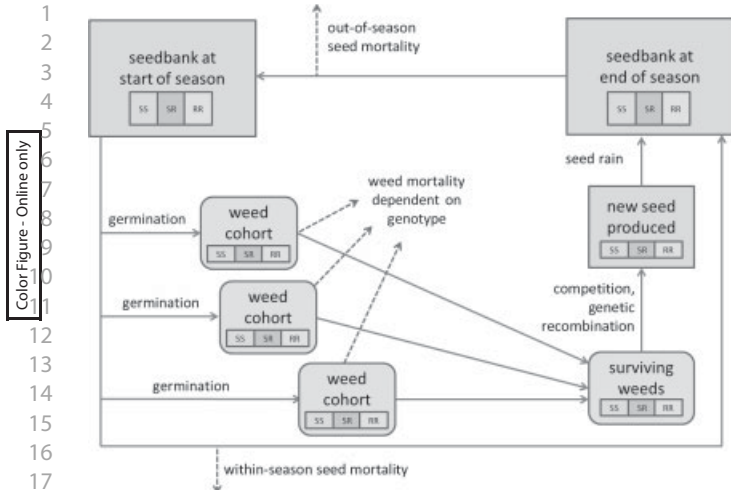 1
2
3
4
5
6
7
8
9
10
11
12
13
14
15
16
17
Color Figure - Online only
out-of-season
seed mortality
seedbank at
start of season
SS SR RR
seedbank at
end of season
SS SR RR
seed rain
weed mortality
dependent on
genotype
germination
weed
cohort
SS SR RR
new seed
produced
SS SR RR
germination
weed
cohort
SS SR RR
competition,
genetic
recombination
germination
weed
cohort
SS SR RR
surviving
weeds
SS SR RR
within-season seed mortality